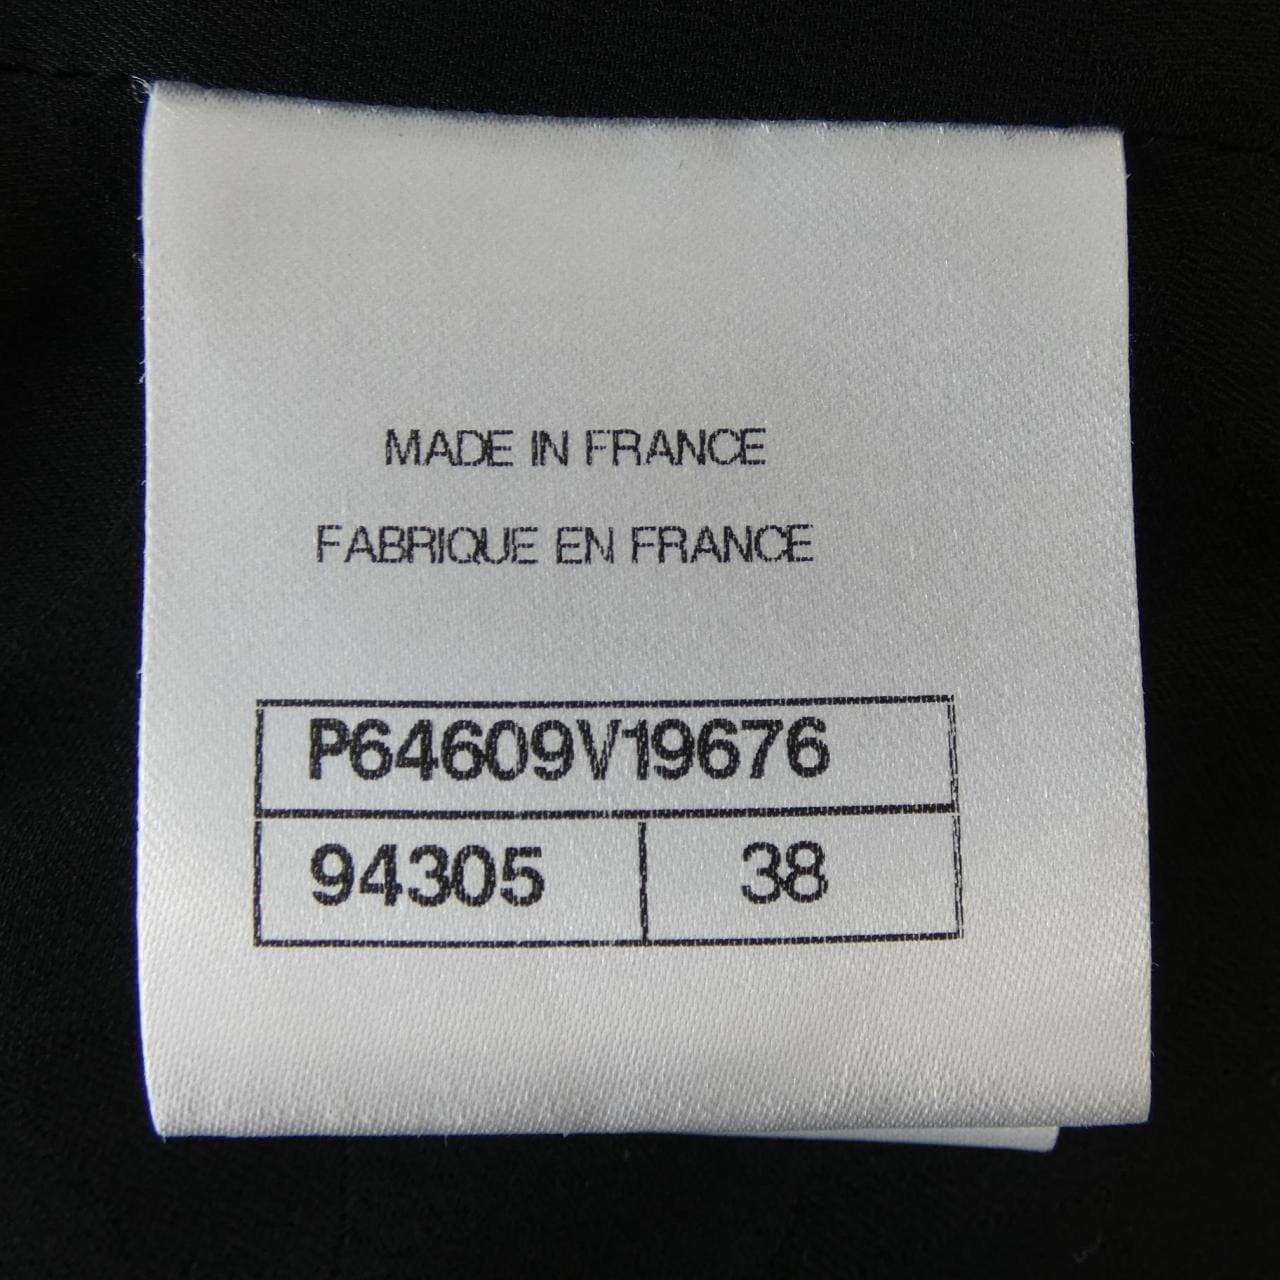 MADE IN FRANCE
FABRIQUE EN FRANCE
P64609V19676
94305 38